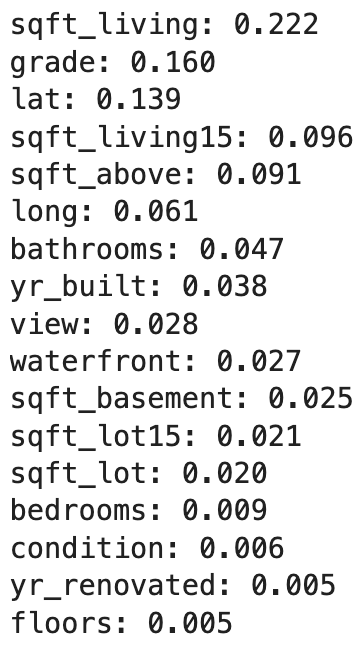 sqft_living: 0.222
grade: 0.160
lat: 0.139
sqft_living15: 0.096
sqft_above: 0.091
long: 0.061
bathrooms: 0.047
yr_built: 0.038
view: 0.028
waterfront: 0.027
sqft_basement: 0.025
sqft_lot15: 0.021
sqft_lot: 0.020
bedrooms: 0.009
condition: 0.006
yr_renovated: 0.005
floors: 0.005